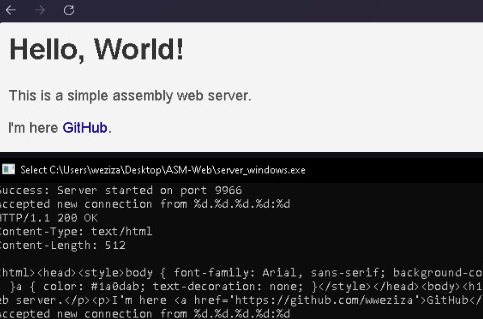 Hello, World!
This is a simple assembly web server.
I'm here GitHub.
Select C:\Users\weziza\Desktop\ASM-Web\server_windows.exe
Success: Server started on port 9966
Accepted new connection from %d.%d.%d.%d:%d
HTTP/1.1 200 OK
Content-Type: text/html
Content-Length: 512
<html><head><style>body { font-family: Arial, sans-serif; background-co
}a { color: #1a0dab; text-decoration: none; }</style></head><body><h1
eb server.</p><p>I'm here <a href="https://github.com/wweziza">GitHub</
Accepted new connection from %d.%d.%d.%d:%d